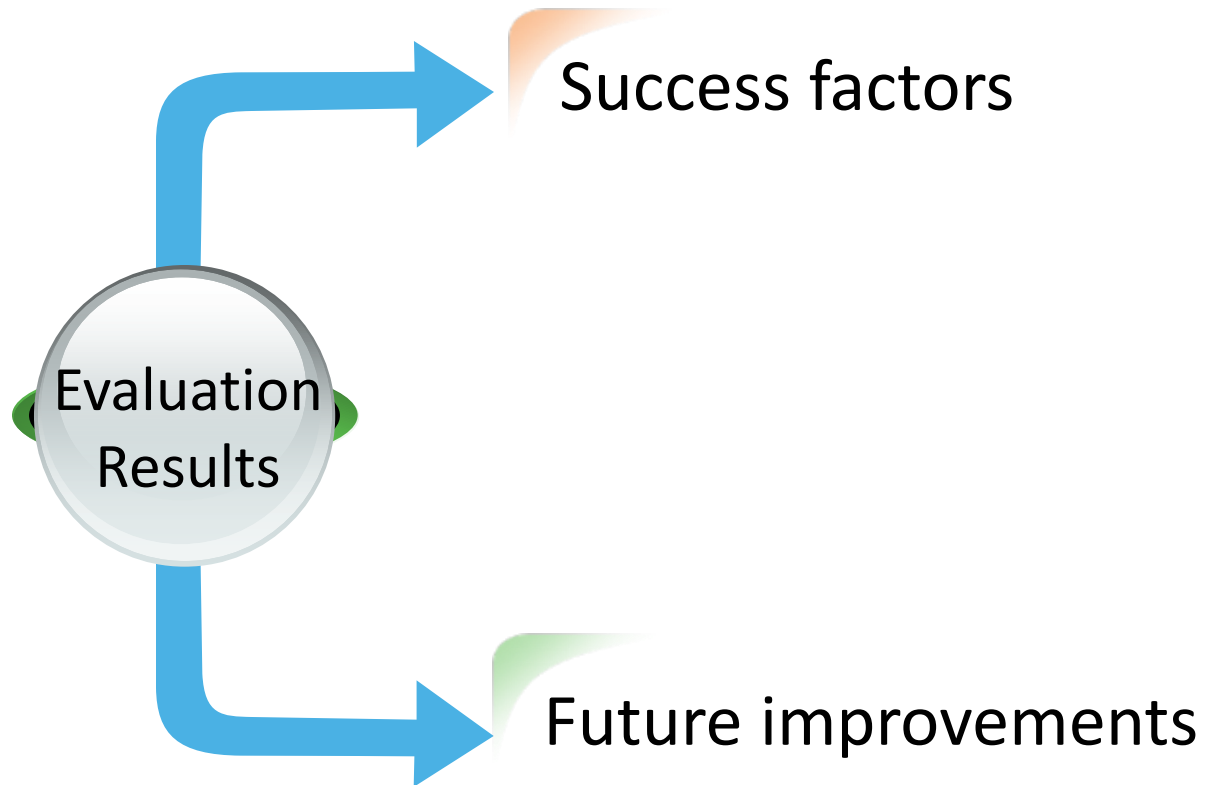 Success factors
Evaluation
Results
Future improvements